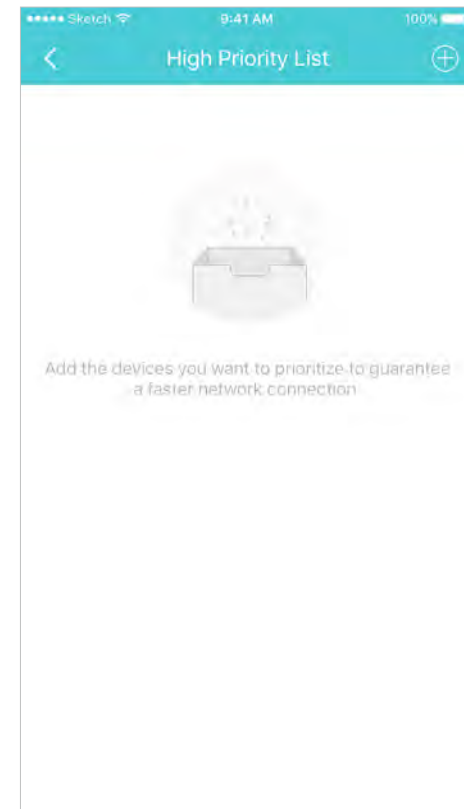 Sketch 9:41 AM 100%
High Priority List
Add the devices you want to prioritize to guarantee
a faster network connection